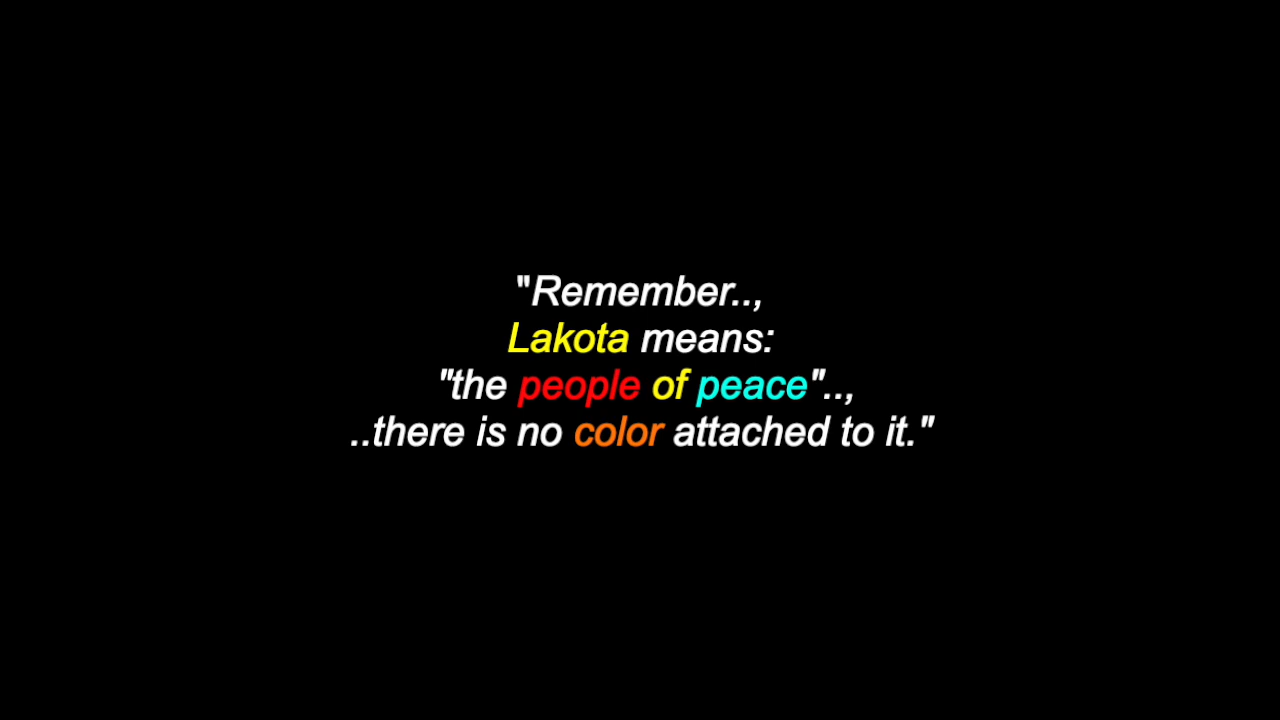 "Remember..,
Lakota means:
"the people of peace"..,
..there is no color attached to it."